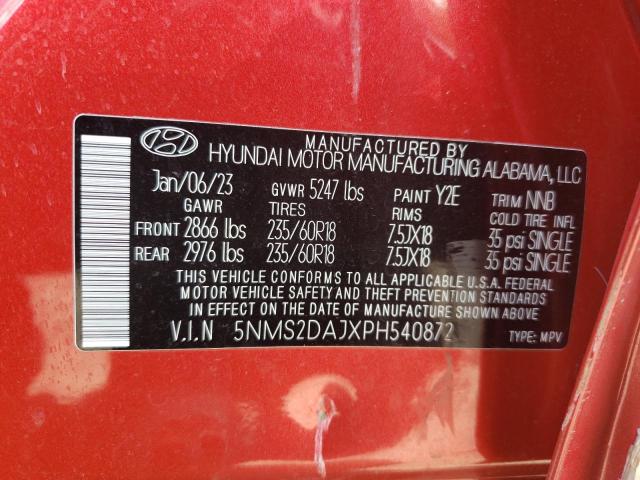 MANUFACTURED BY
HYUNDAI MOTOR MANUFACTURING ALABAMA, LLC
Jan/06/23 GVWR 5247 lbs PAINT Y2E TRIM NNB
GAWR TIRES RIMS COLD TIRE INFL
FRONT 2866 lbs 235/60R18 7.5JX18 35 psi SINGLE
REAR 2976 lbs 235/60R18 7.5JX18 35 psi SINGLE
THIS VEHICLE CONFORMS TO ALL APPLICABLE U.S.A. FEDERAL
MOTOR VEHICLE SAFETY AND THEFT PREVENTION STANDARDS
IN EFFECT ON THE DATE OF MANUFACTURE SHOWN ABOVE.
V.I.N 5NMS2DAJXPH540872 TYPE: MPV